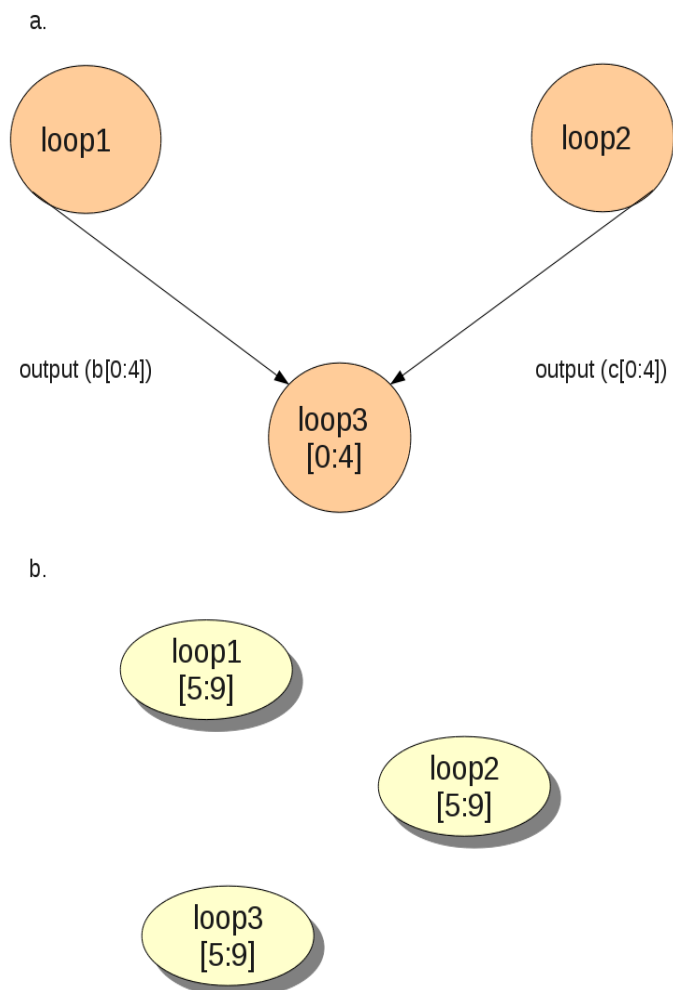 a.
loop1
loop2
output (b[0:4])
output (c[0:4])
loop3
[0:4]
b.
loop1
[5:9]
loop2
[5:9]
loop3
[5:9]